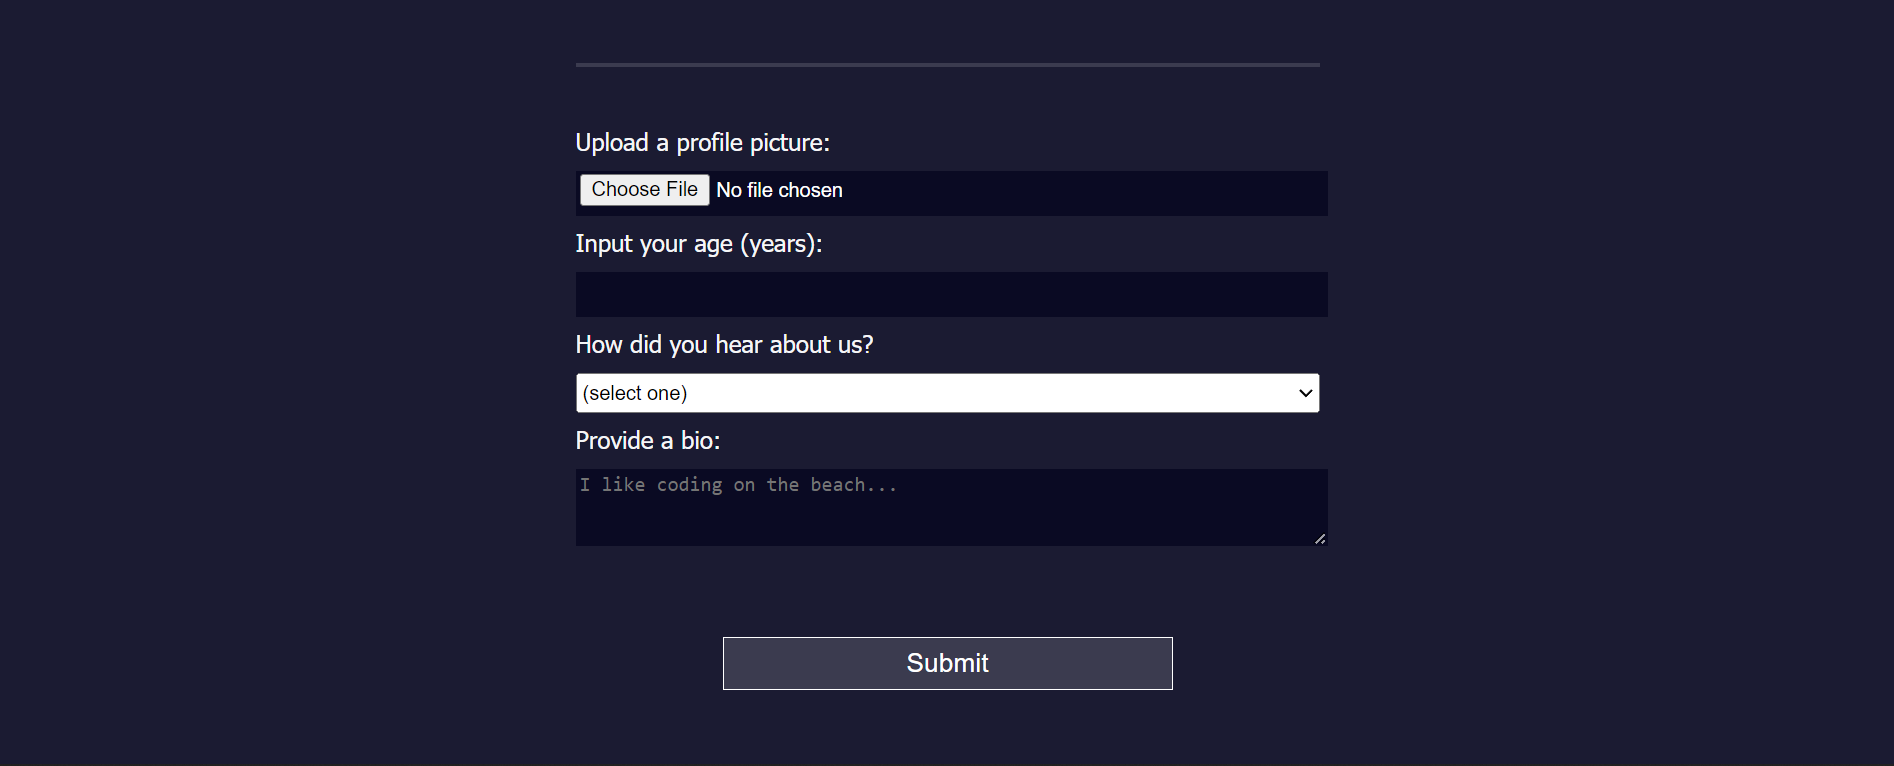 Upload a profile picture:
Choose File No file chosen
Input your age (years):
How did you hear about us?
(select one)
Provide a bio:
I like coding on the beach...
Submit